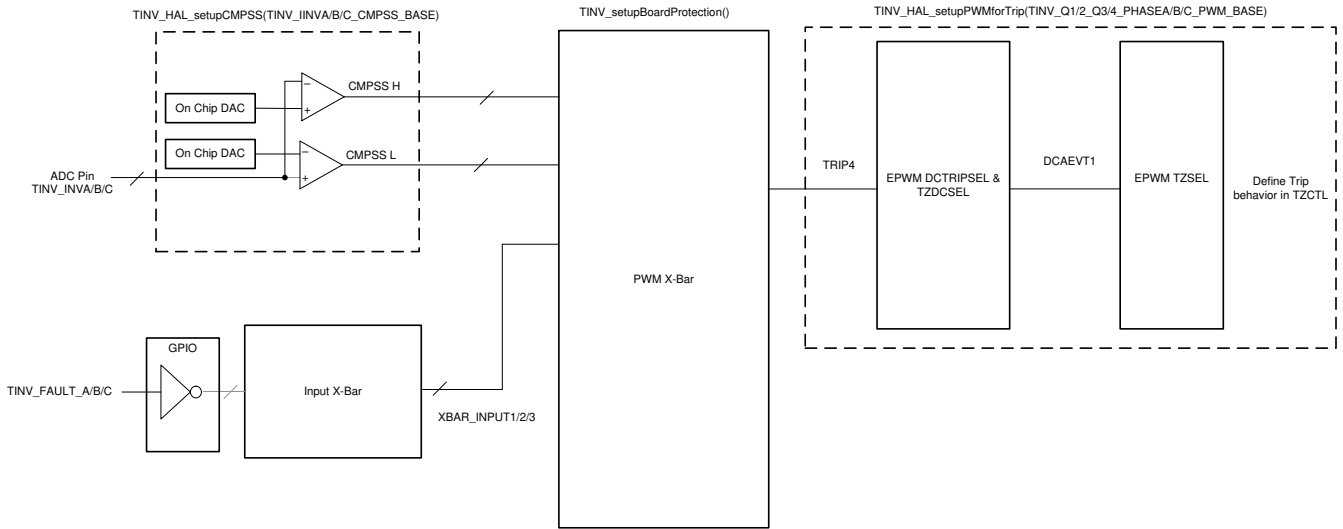 TINV_HAL_setupCMPSS(TINV_IINVA/B/C_CMPSS_BASE)
TINV_setupBoardProtection()
TINV_HAL_setupPWMforTrip(TINV_Q1/2_Q3/4_PHASEA/B/C_PWM_BASE)
On Chip DAC
−
+
CMPSS H
On Chip DAC
−
+
CMPSS L
ADC Pin
TINV_INVA/B/C
PWM X-Bar
TRIP4
EPWM DCTRIPSEL &
TZDCSEL
DCAEVT1
EPWM TZSEL
Define Trip
behavior in TZCTL
GPIO
TINV_FAULT_A/B/C
Input X-Bar
XBAR_INPUT1/2/3